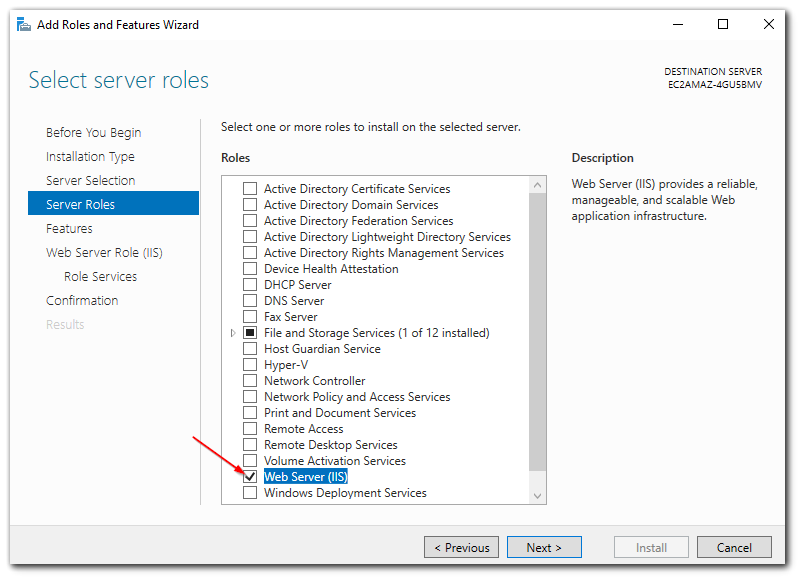 Add Roles and Features Wizard
Select server roles
DESTINATION SERVER
EC2AMAZ-4GU5BMV
Before You Begin
Installation Type
Server Selection
Server Roles
Features
Web Server Role (IIS)
Role Services
Confirmation
Results
Select one or more roles to install on the selected server.
Roles
Active Directory Certificate Services
Active Directory Domain Services
Active Directory Federation Services
Active Directory Lightweight Directory Services
Active Directory Rights Management Services
Device Health Attestation
DHCP Server
DNS Server
Fax Server
File and Storage Services (1 of 12 installed)
Host Guardian Service
Hyper-V
Network Controller
Network Policy and Access Services
Print and Document Services
Remote Access
Remote Desktop Services
Volume Activation Services
Web Server (IIS)
Windows Deployment Services
Description
Web Server (IIS) provides a reliable,
manageable, and scalable Web
application infrastructure.
< Previous
Next >
Install
Cancel